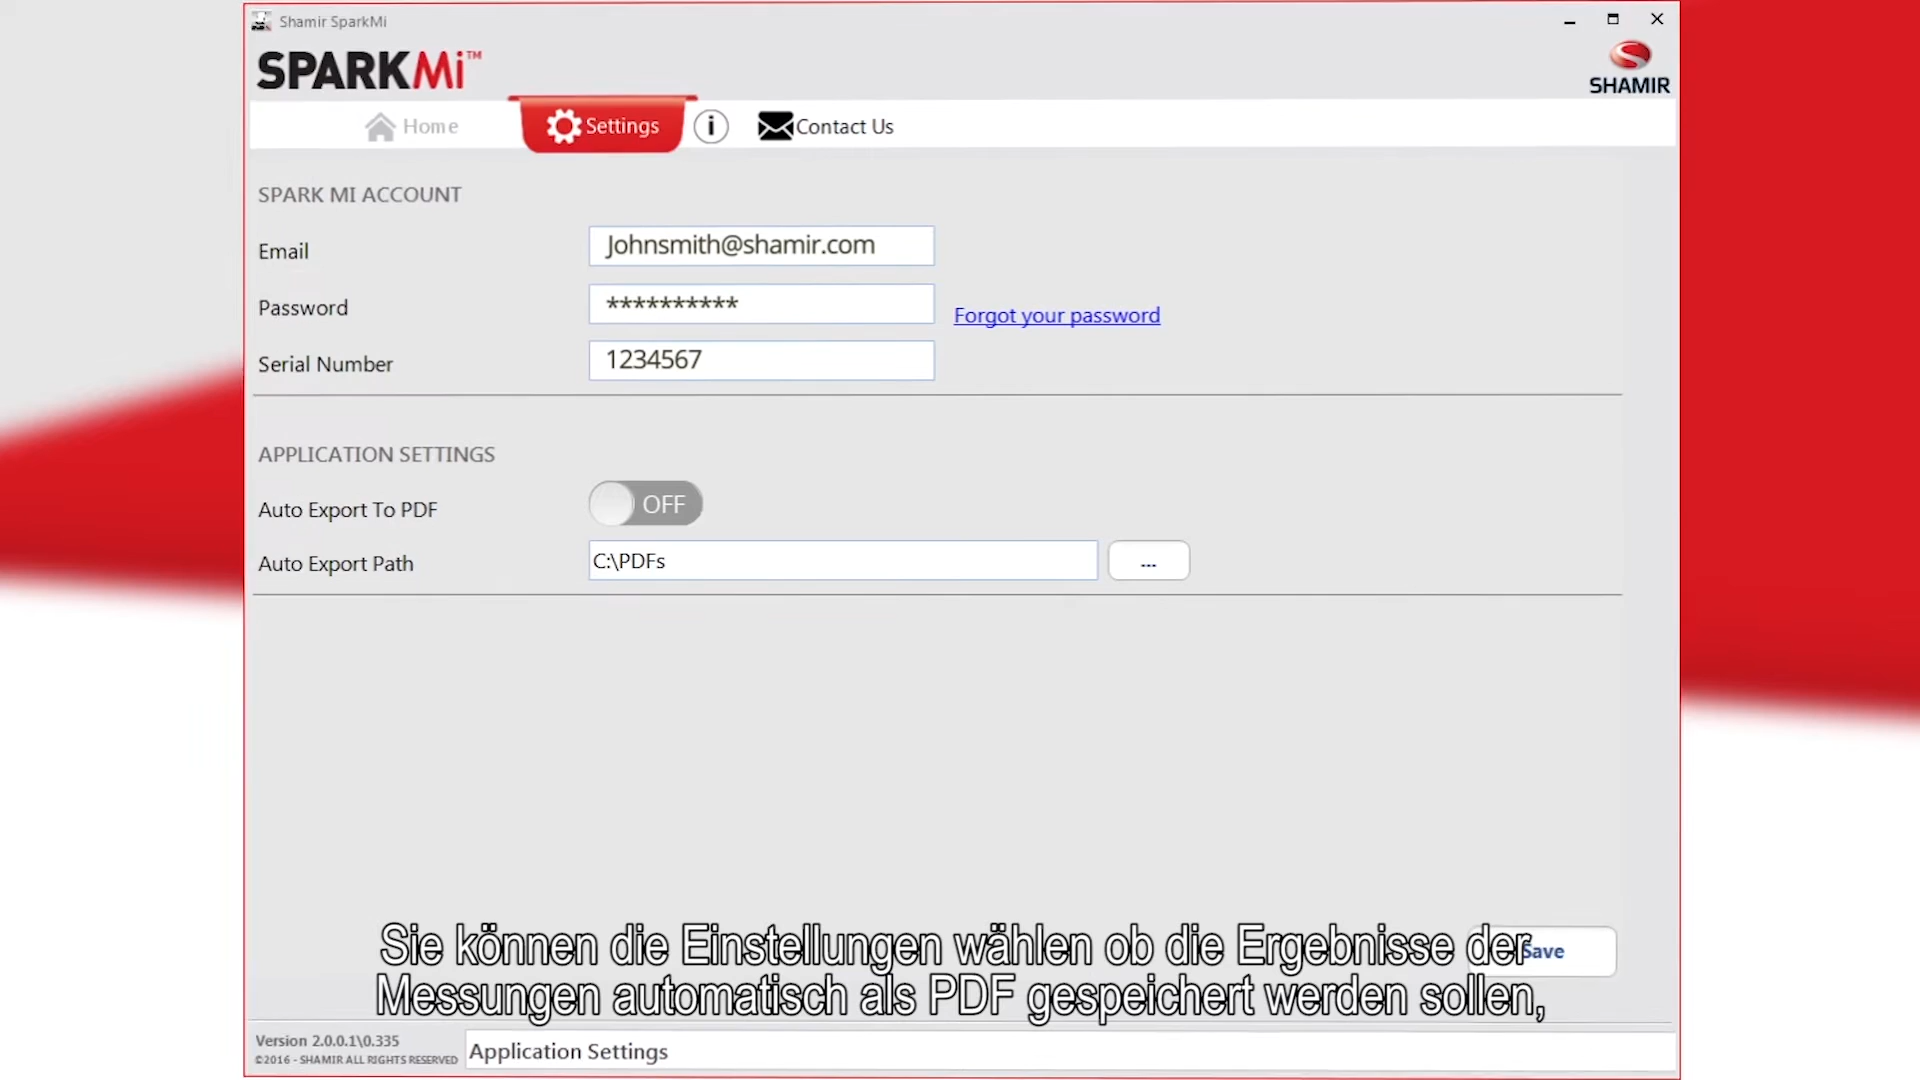 Shamir SparkMi
SPARKMi™
SHAMIR
Home
Settings
i
Contact Us
SPARK MI ACCOUNT
Email
Johnsmith@shamir.com
Password
**********
Forgot your password
Serial Number
1234567
APPLICATION SETTINGS
Auto Export To PDF
OFF
Auto Export Path
C:\PDFs
...
Save
Sie können die Einstellungen wählen ob die Ergebnisse der
Messungen automatisch als PDF gespeichert werden sollen,
Version 2.0.0.1\0.335
©2016 - SHAMIR ALL RIGHTS RESERVED
Application Settings